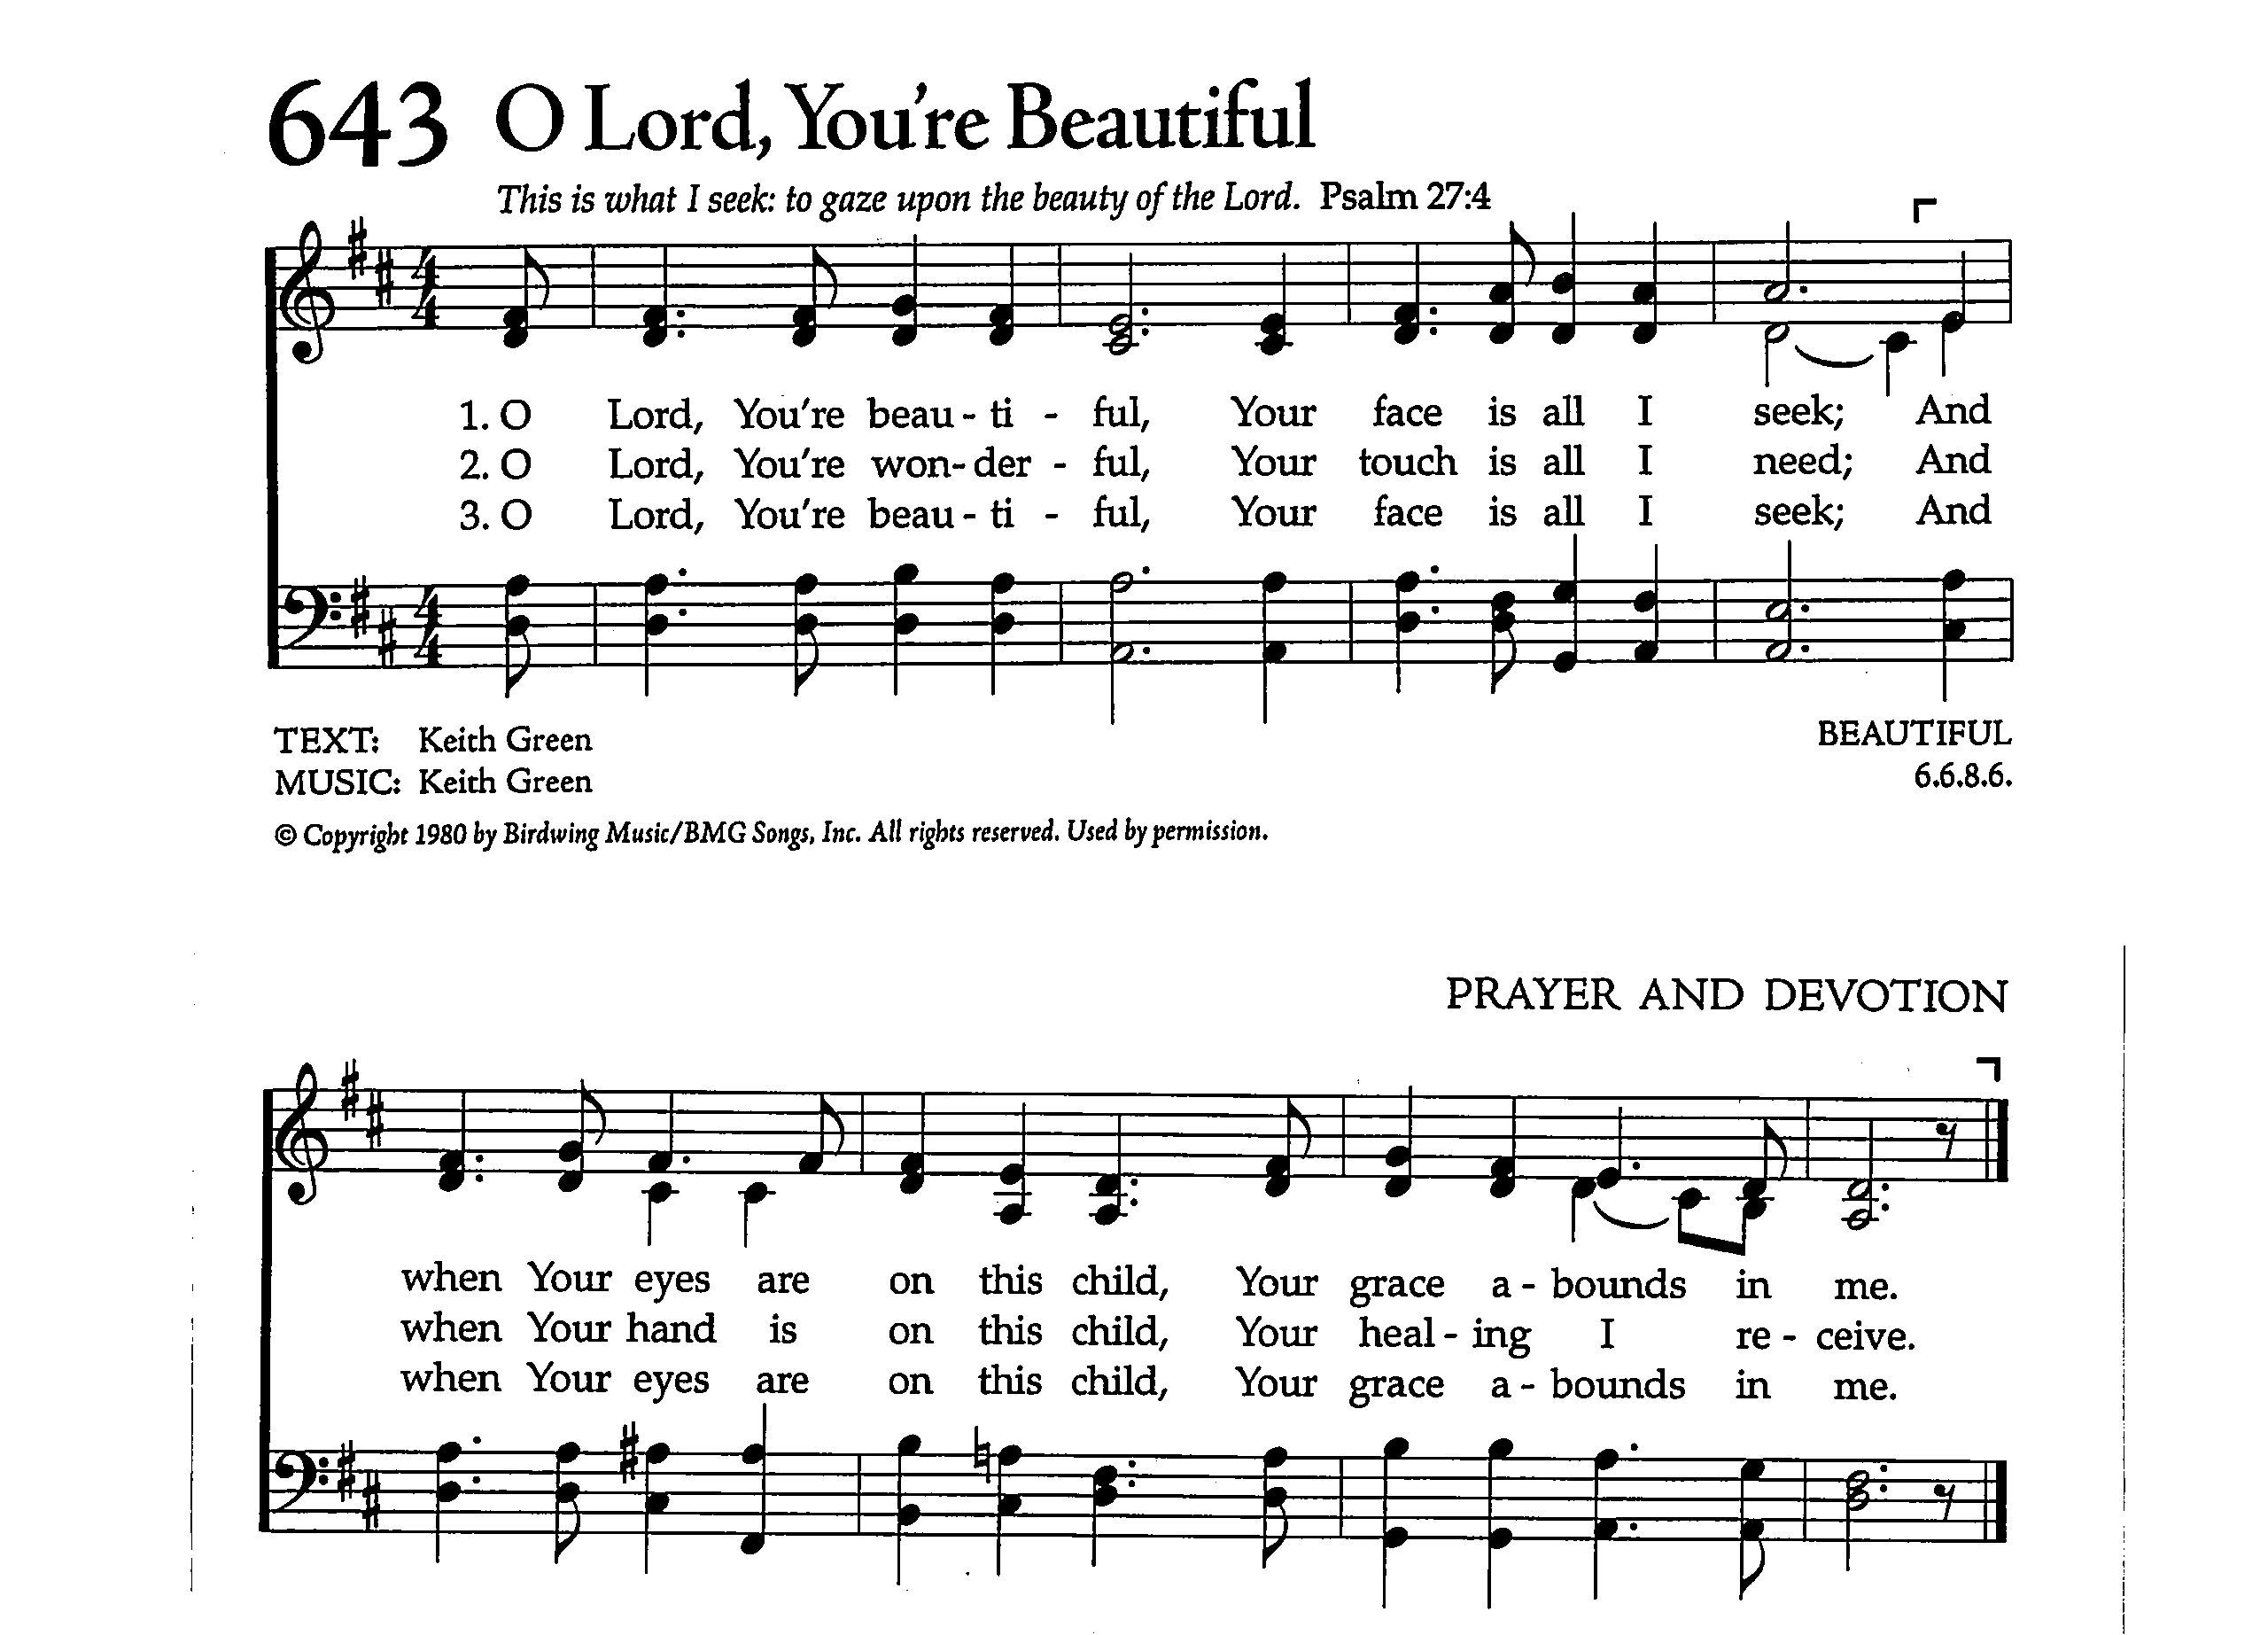 643 O Lord, You're Beautiful
This is what I seek: to gaze upon the beauty of the Lord. Psalm 27:4
4
4
1. O Lord, You're beau - ti - ful, Your face is all I seek; And
2. O Lord, You're won- der - ful, Your touch is all I need; And
3. O Lord, You're beau - ti - ful, Your face is all I seek; And
4
4
TEXT: Keith Green
BEAUTIFUL
MUSIC: Keith Green
6.6.8.6.
© Copyright 1980 by Birdwing Music/BMG Songs, Inc. All rights reserved. Used by permission.
PRAYER AND DEVOTION
when Your eyes are on this child, Your grace a - bounds in me.
when Your hand is on this child, Your heal - ing I re - ceive.
when Your eyes are on this child, Your grace a - bounds in me.